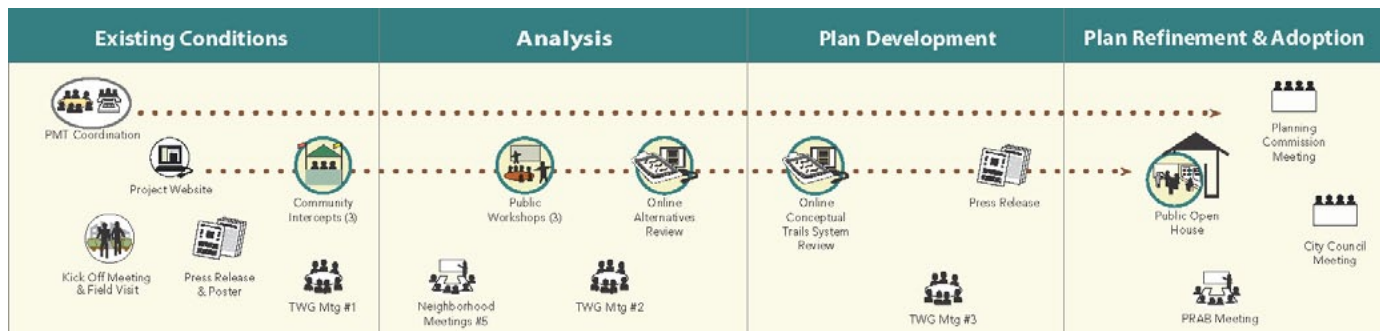 Existing Conditions
Analysis
Plan Development
Plan Refinement & Adoption
PMT Coordination
Project Website
Community
Intercepts (3)
Kick Off Meeting
& Field Visit
Press Release
& Poster
TWG Mtg #1
Public
Workshops (3)
Online
Alternatives
Review
Neighborhood
Meetings #5
TWG Mtg #2
Online
Conceptual
Trails System
Review
Press Release
TWG Mtg #3
Public Open
House
Planning
Commission
Meeting
City Council
Meeting
PRAB Meeting